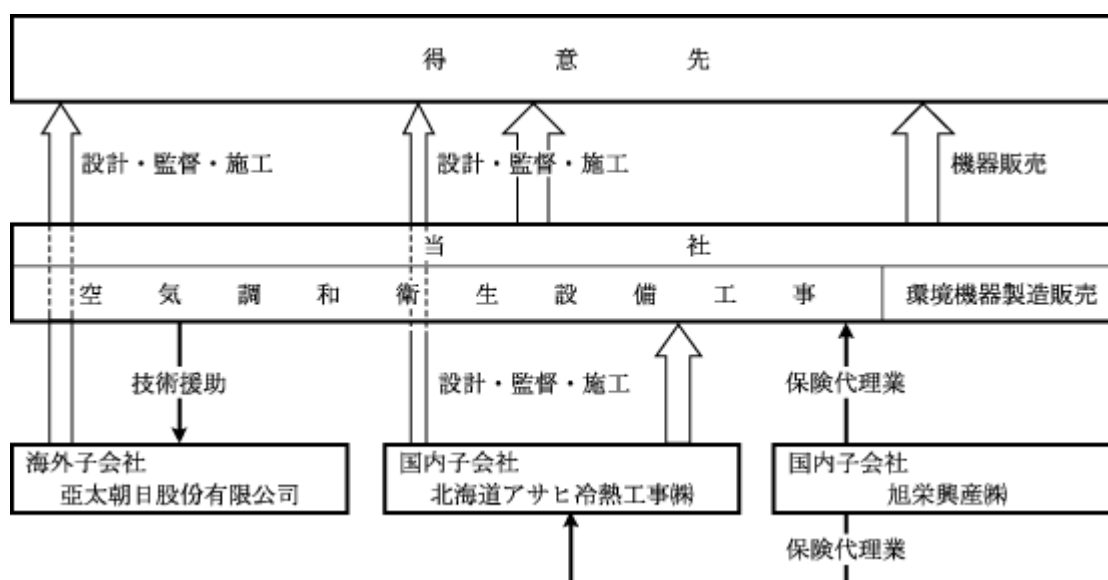 得意先
設計・監督・施工
設計・監督・施工
機器販売
当社
空気調和衛生設備工事
環境機器製造販売
技術援助
設計・監督・施工
保険代理業
海外子会社
亞太朝日股份有限公司
国内子会社
北海道アサヒ冷熱工事㈱
国内子会社
旭栄興産㈱
保険代理業